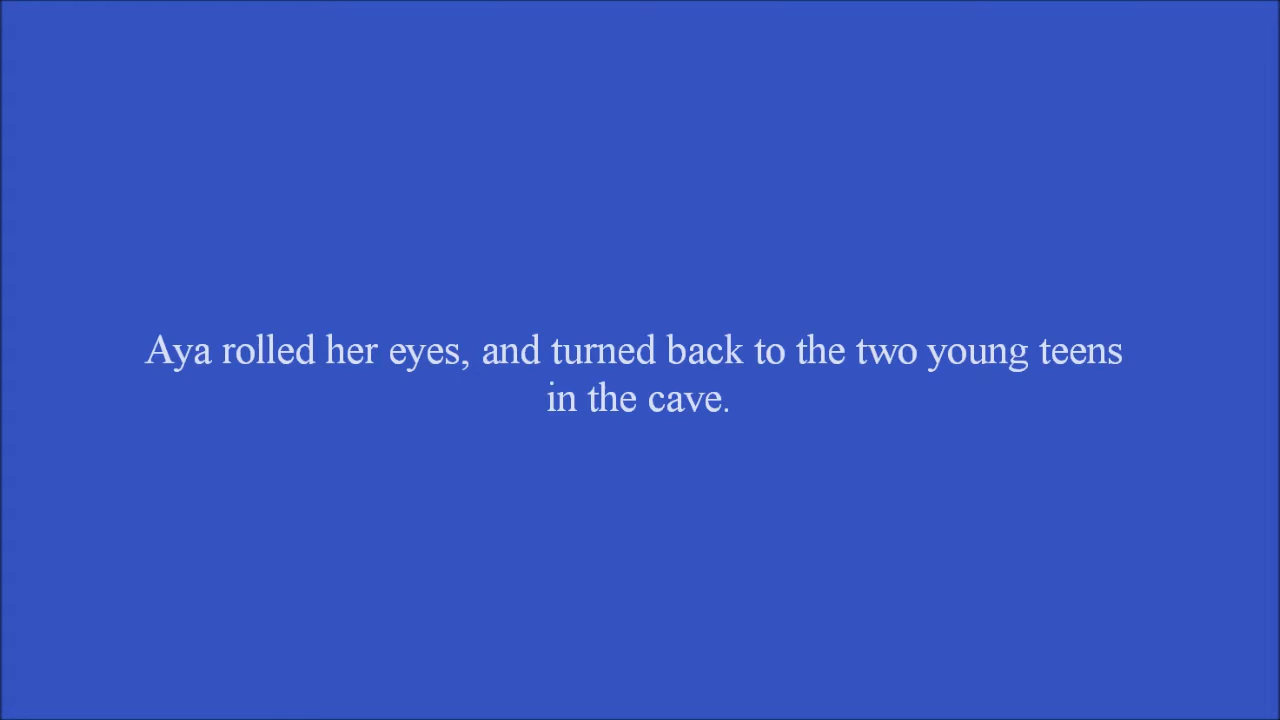 Aya rolled her eyes, and turned back to the two young teens
in the cave.